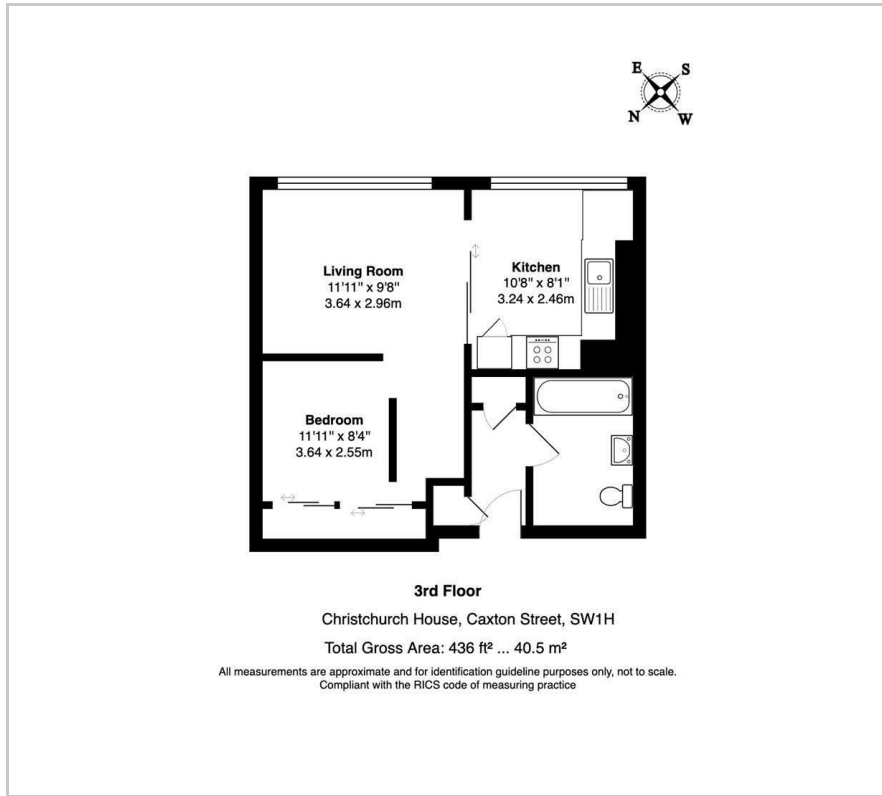 E S
N W
Living Room
11'11" x 9'8"
3.64 x 2.96m
Kitchen
10'8" x 8'1"
3.24 x 2.46m
Bedroom
11'11" x 8'4"
3.64 x 2.55m
3rd Floor
Christchurch House, Caxton Street, SW1H
Total Gross Area: 436 ft² ... 40.5 m²
All measurements are approximate and for identification guideline purposes only, not to scale.
Compliant with the RICS code of measuring practice